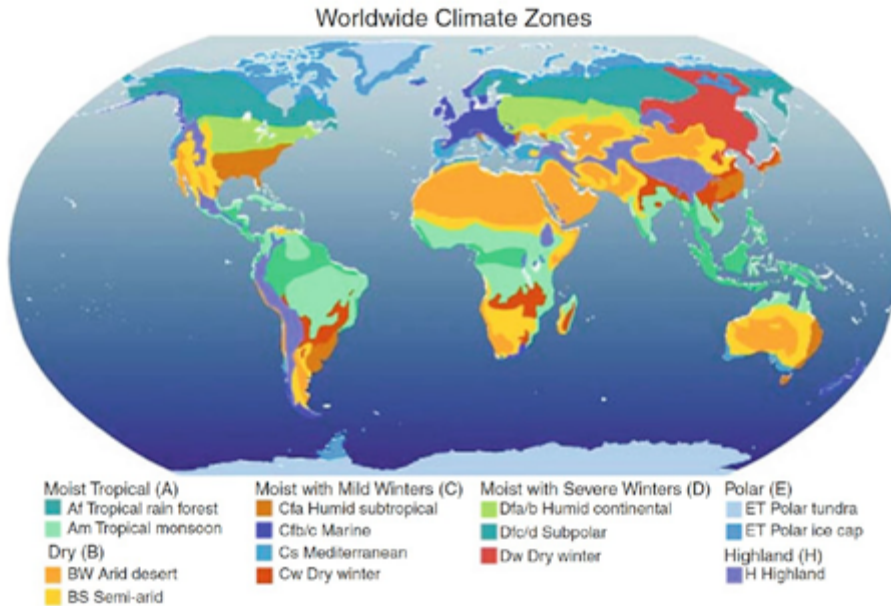 Worldwide Climate Zones
Moist Tropical (A)
Af Tropical rain forest
Am Tropical monsoon
Dry (B)
BW Arid desert
BS Semi-arid
Moist with Mild Winters (C)
Cfa Humid subtropical
Cfb/c Marine
Cs Mediterranean
Cw Dry winter
Moist with Severe Winters (D)
Dfa/b Humid continental
Dfc/d Subpolar
Dw Dry winter
Polar (E)
ET Polar tundra
ET Polar ice cap
Highland (H)
H Highland